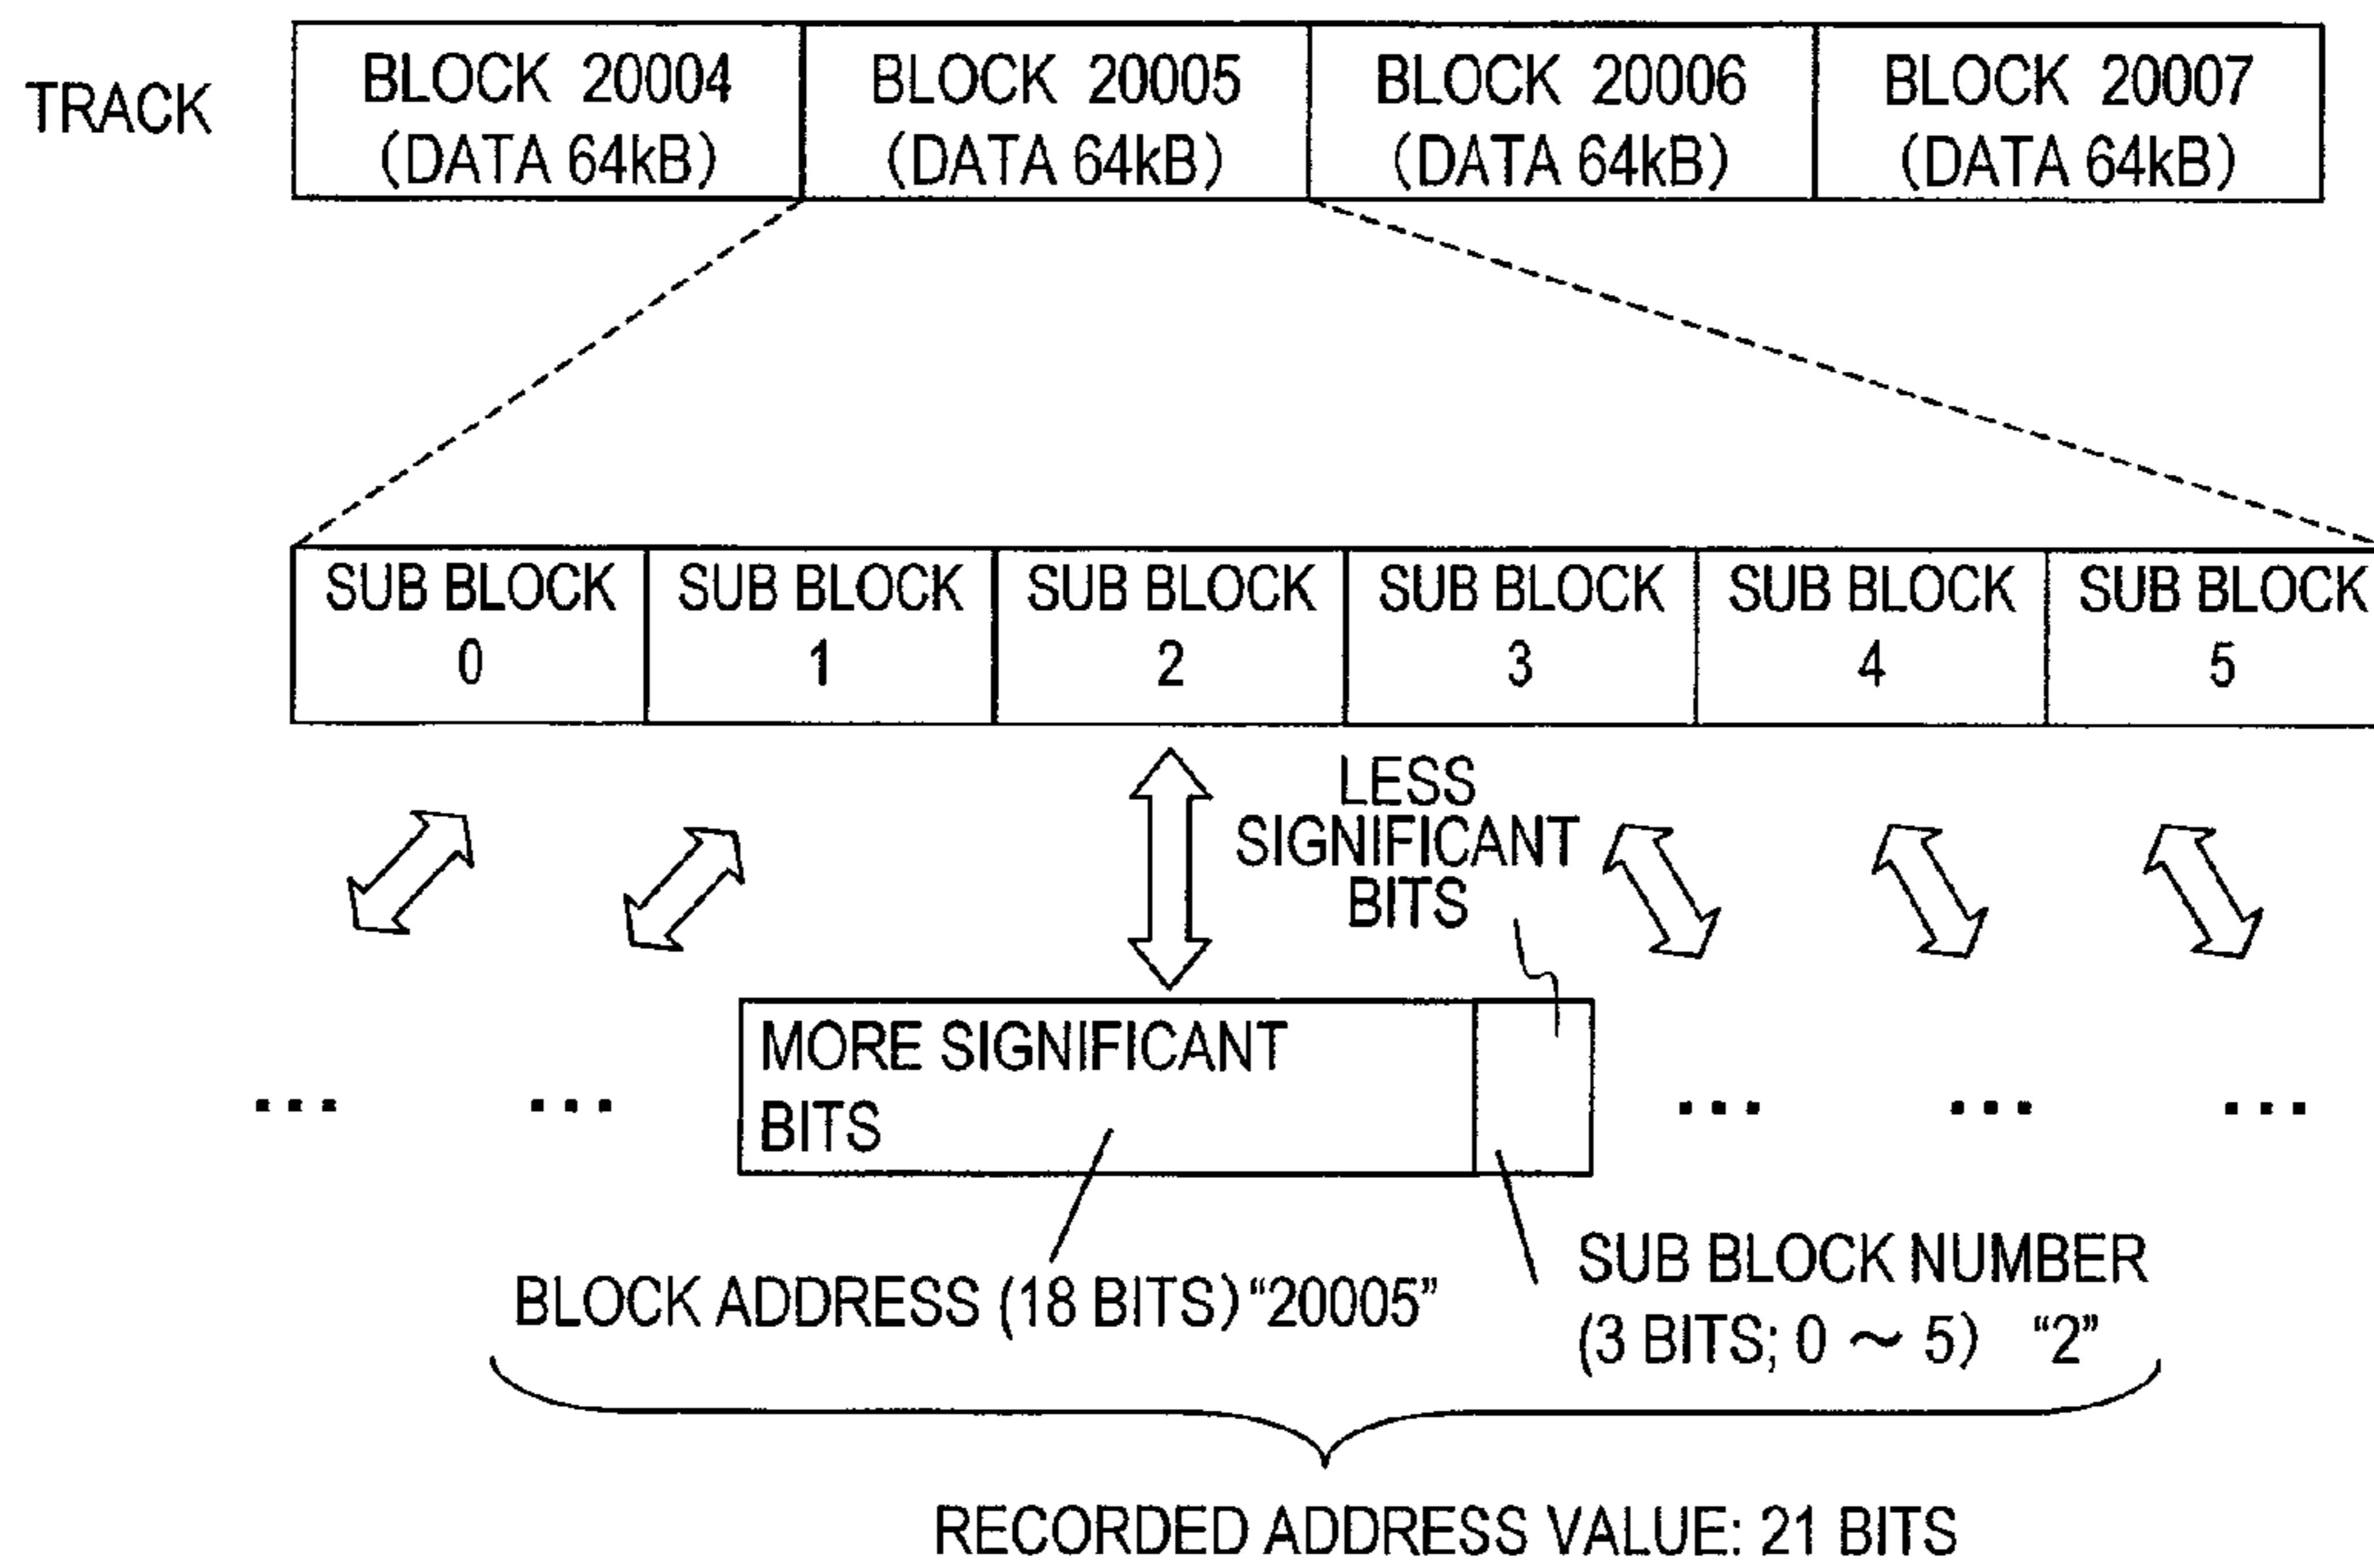 TRACK
BLOCK 20004
(DATA 64kB)
BLOCK 20005
(DATA 64kB)
BLOCK 20006
(DATA 64kB)
BLOCK 20007
(DATA 64kB)
SUB BLOCK
0
SUB BLOCK
1
SUB BLOCK
2
SUB BLOCK
3
SUB BLOCK
4
SUB BLOCK
5
LESS
SIGNIFICANT
BITS
MORE SIGNIFICANT
BITS
... ... ... ... ...
BLOCK ADDRESS (18 BITS) “20005”
SUB BLOCK NUMBER
(3 BITS; 0 ~ 5) “2”
RECORDED ADDRESS VALUE: 21 BITS